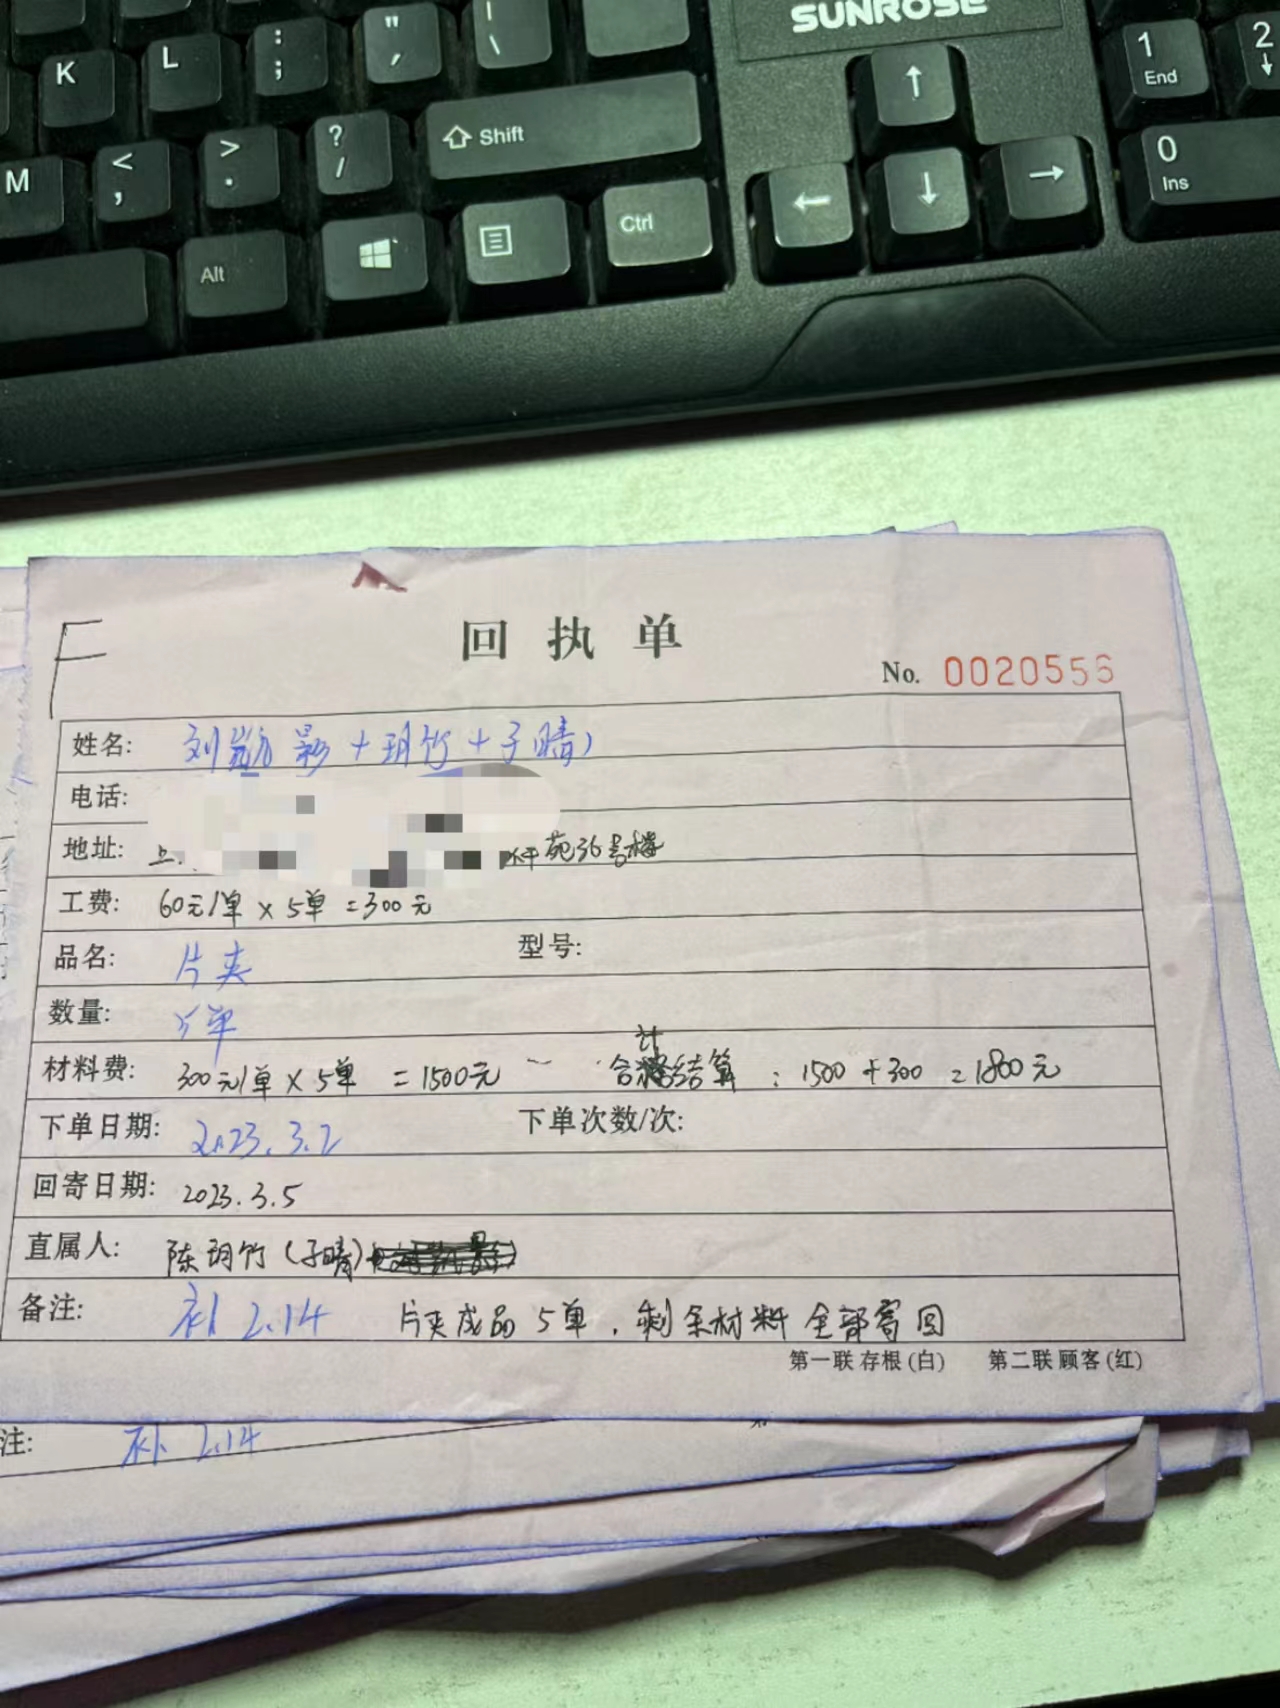 SUNROSE
K
L
:
;
"
'
|
\
1
End
2
M
<
,
>
.
?
/
Shift
0
Ins
Alt
Ctrl
F
回执单
No. 0020556
姓名: 刘 影+玥竹+子晴)
电话:
地址: 上 苑36号楼
工费: 60元/单×5单=300元
品名: 片夹 型号:
数量: 5单
材料费: 300元/单×5单=1500元 合计结算:1500+300=1800元
下单日期: 2023.3.2 下单次数/次:
回寄日期: 2023.3.5
直属人: 陈玥竹(子晴)
备注: 补2.14 片夹成品5单,剩余材料全部寄回
第一联存根(白) 第二联顾客(红)
注: 补2.14